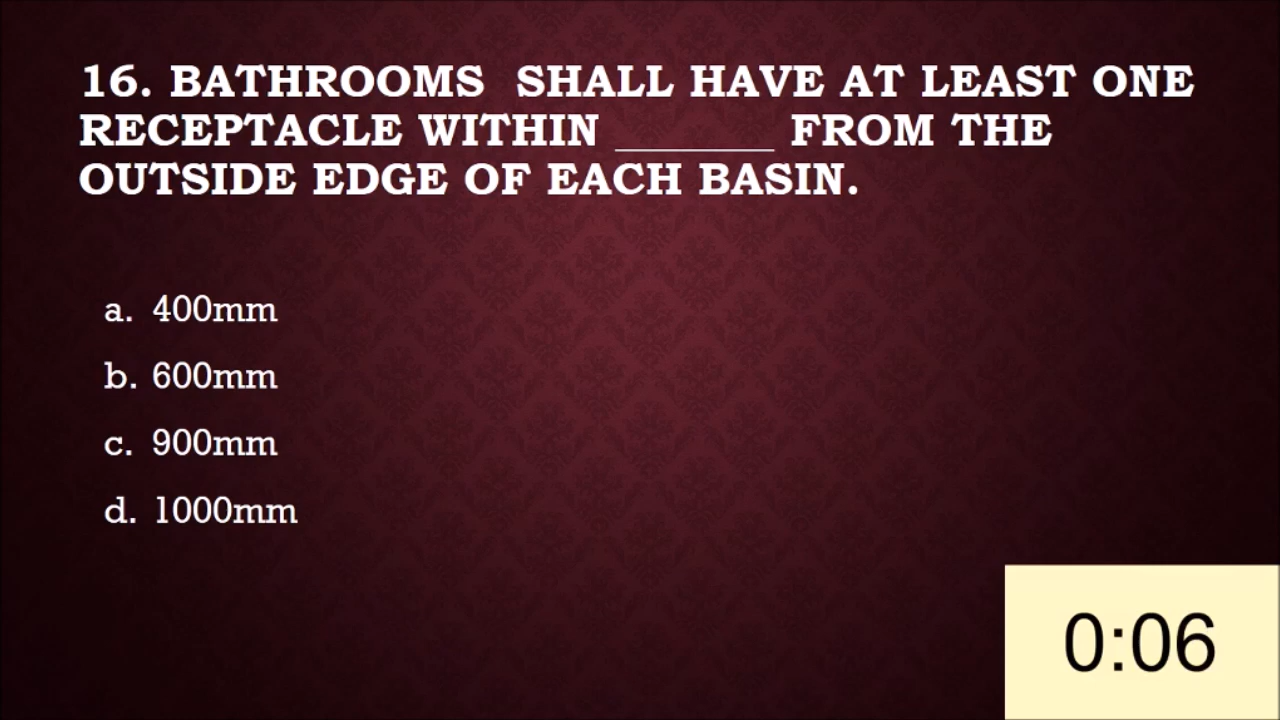 16. BATHROOMS  SHALL HAVE AT LEAST ONE
RECEPTACLE WITHIN _______ FROM THE
OUTSIDE EDGE OF EACH BASIN.
a. 400mm
b. 600mm
c. 900mm
d. 1000mm
0:06